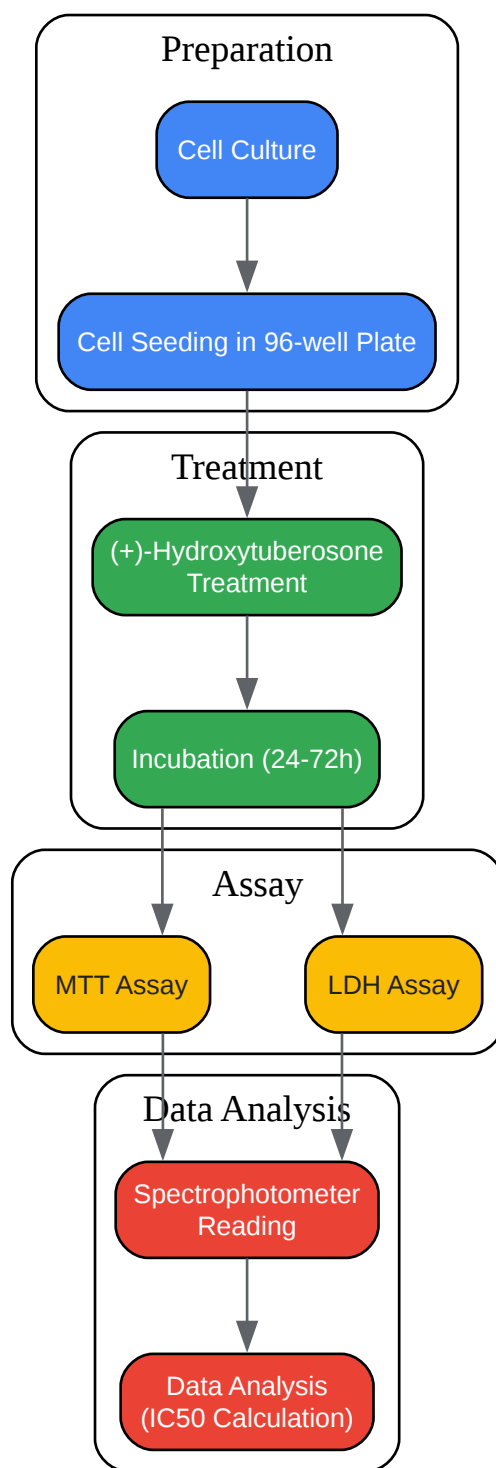 Preparation
Cell Culture
Cell Seeding in 96-well Plate
Treatment
(+)-Hydroxytuberosone
Treatment
Incubation (24-72h)
Assay
MTT Assay
LDH Assay
Data Analysis
Spectrophotometer
Reading
Data Analysis
(IC50 Calculation)